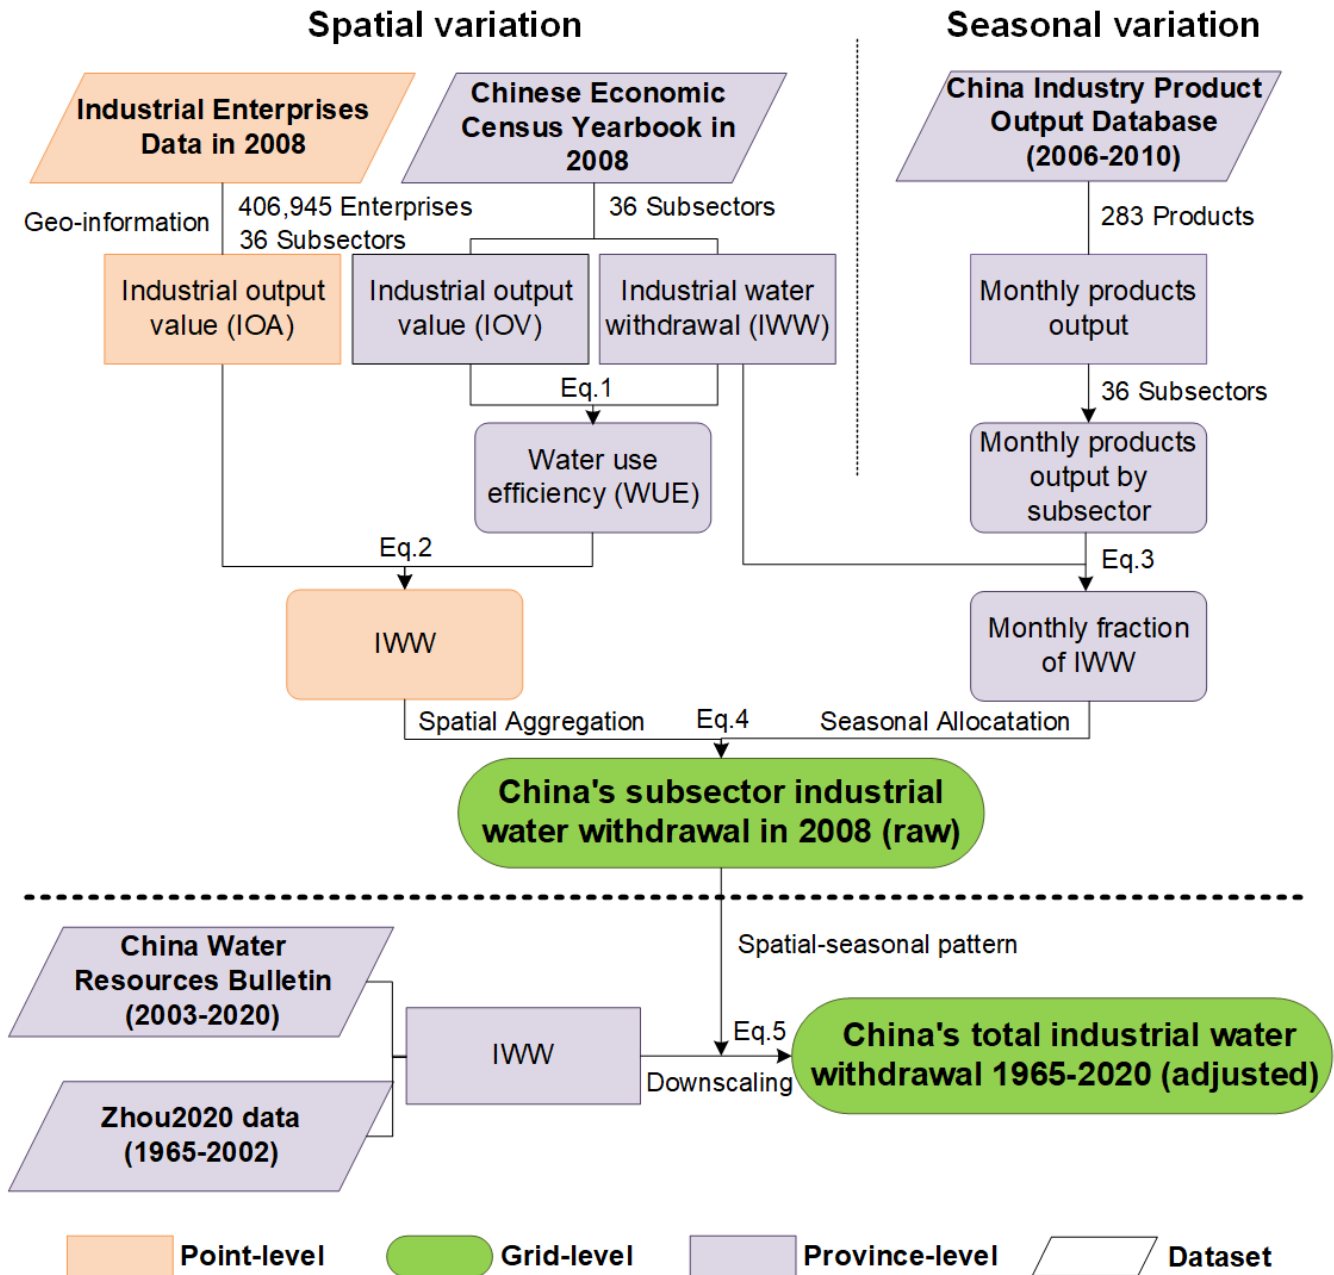 Spatial variation
Seasonal variation
Industrial Enterprises
Data in 2008
Chinese Economic
Census Yearbook in
2008
China Industry Product
Output Database
(2006-2010)
Geo-information
406,945 Enterprises
36 Subsectors
36 Subsectors
283 Products
Industrial output
value (IOA)
Industrial output
value (IOV)
Industrial water
withdrawal (IWW)
Monthly products
output
Eq.1
36 Subsectors
Water use
efficiency (WUE)
Monthly products
output by
subsector
Eq.2
Eq.3
IWW
Monthly fraction
of IWW
Spatial Aggregation
Eq.4
Seasonal Allocatation
China's subsector industrial
water withdrawal in 2008 (raw)
China Water
Resources Bulletin
(2003-2020)
Spatial-seasonal pattern
IWW
Eq.5
Downscaling
China's total industrial water
withdrawal 1965-2020 (adjusted)
Zhou2020 data
(1965-2002)
Point-level
Grid-level
Province-level
Dataset